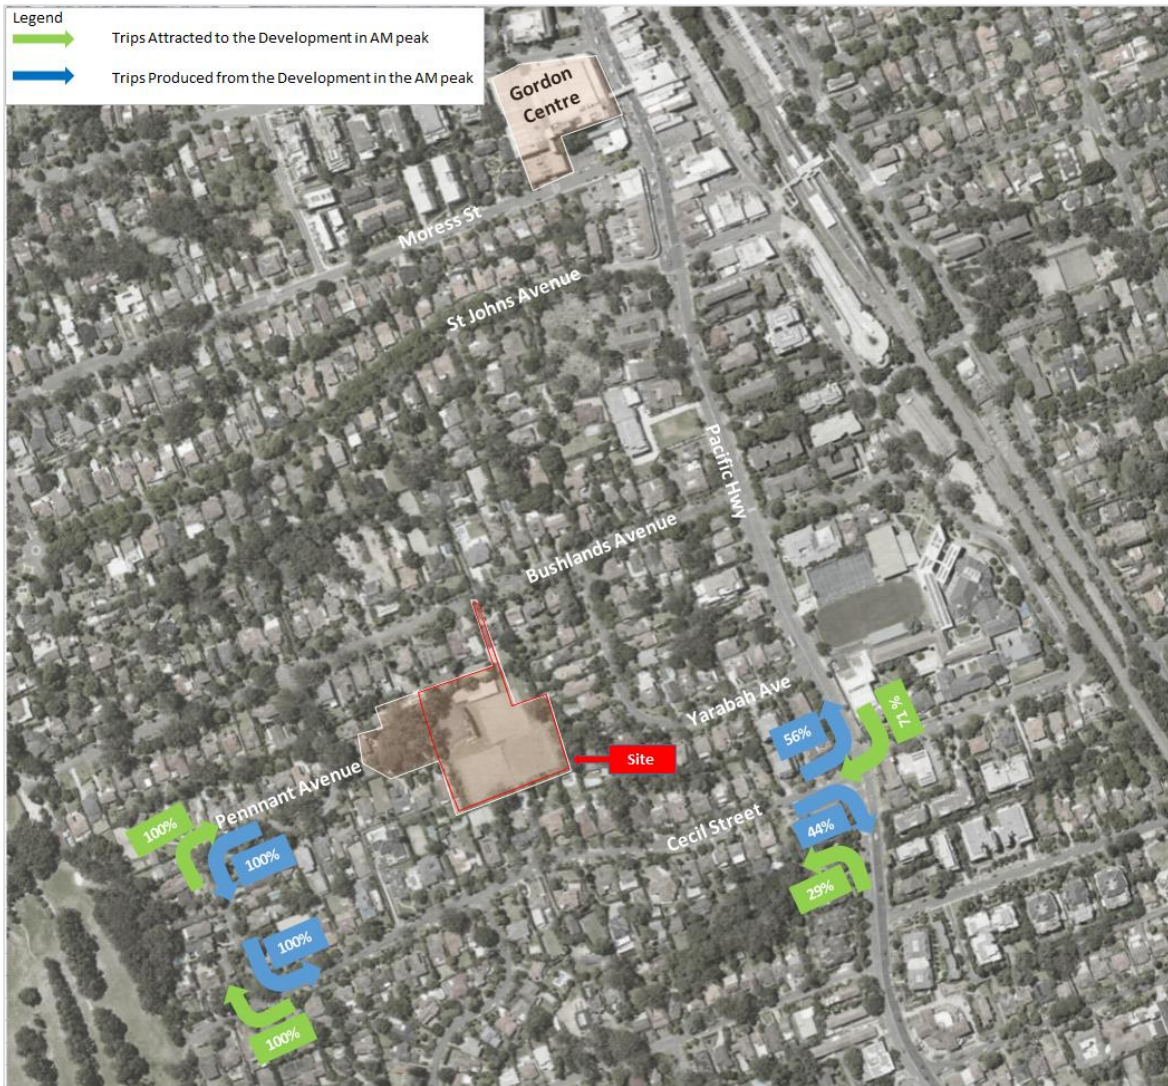 Legend
Trips Attracted to the Development in AM peak
Trips Produced from the Development in the AM peak
Gordon
Centre
Moress St
St Johns Avenue
Pacific Hwy
Bushlands Avenue
Yarabah Ave
71%
56%
Site
Pennnant Avenue
Cecil Street
100%
100%
44%
29%
100%
100%